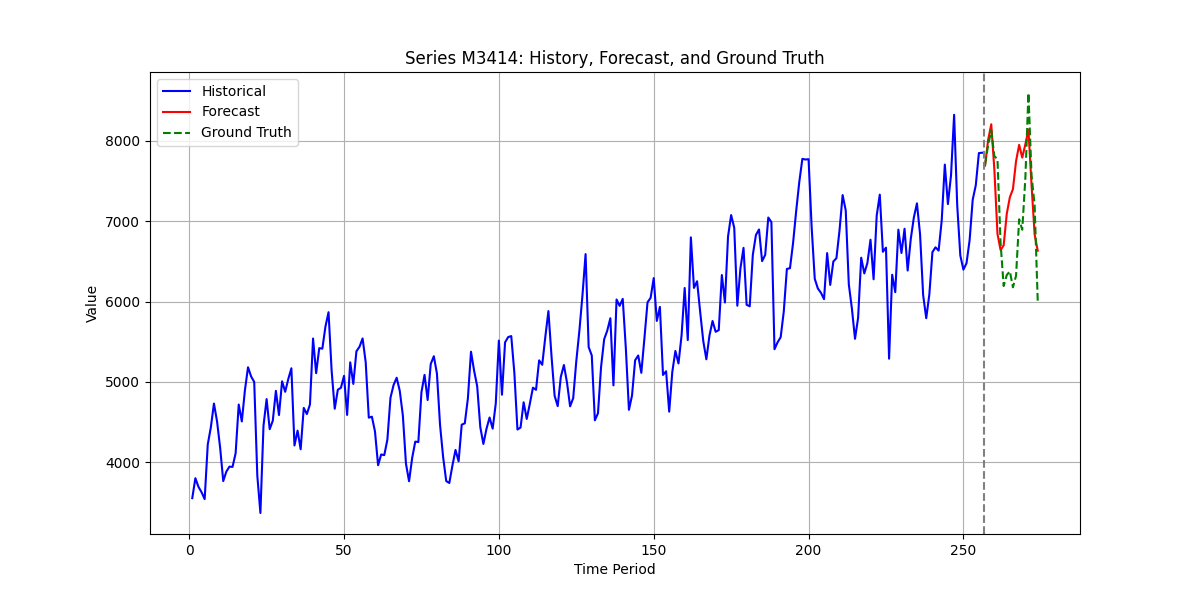 Series M3414: History, Forecast, and Ground Truth
Historical
Forecast
Ground Truth
8000
7000
6000
5000
4000
Value
0 50 100 150 200 250
Time Period